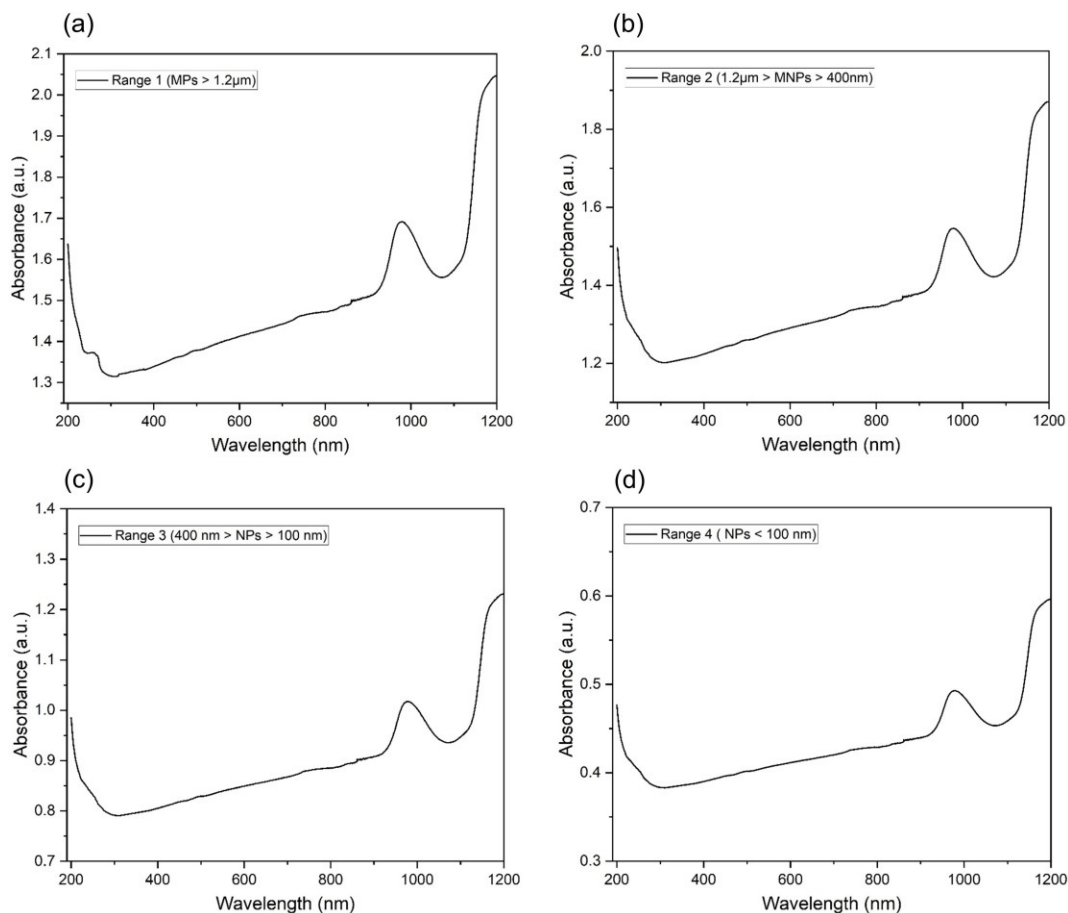 (a)
2.1
2.0
1.9
1.8
1.7
1.6
1.5
1.4
1.3
Absorbance (a.u.)
Range 1 (MPs > 1.2μm)
200 400 600 800 1000 1200
Wavelength (nm)
(b)
2.0
1.8
1.6
1.4
1.2
Absorbance (a.u.)
Range 2 (1.2μm > MNPs > 400nm)
200 400 600 800 1000 1200
Wavelength (nm)
(c)
1.4
1.3
1.2
1.1
1.0
0.9
0.8
0.7
Absorbance (a.u.)
Range 3 (400 nm > NPs > 100 nm)
200 400 600 800 1000 1200
Wavelength (nm)
(d)
0.7
0.6
0.5
0.4
0.3
Absorbance (a.u.)
Range 4 ( NPs < 100 nm)
200 400 600 800 1000 1200
Wavelength (nm)